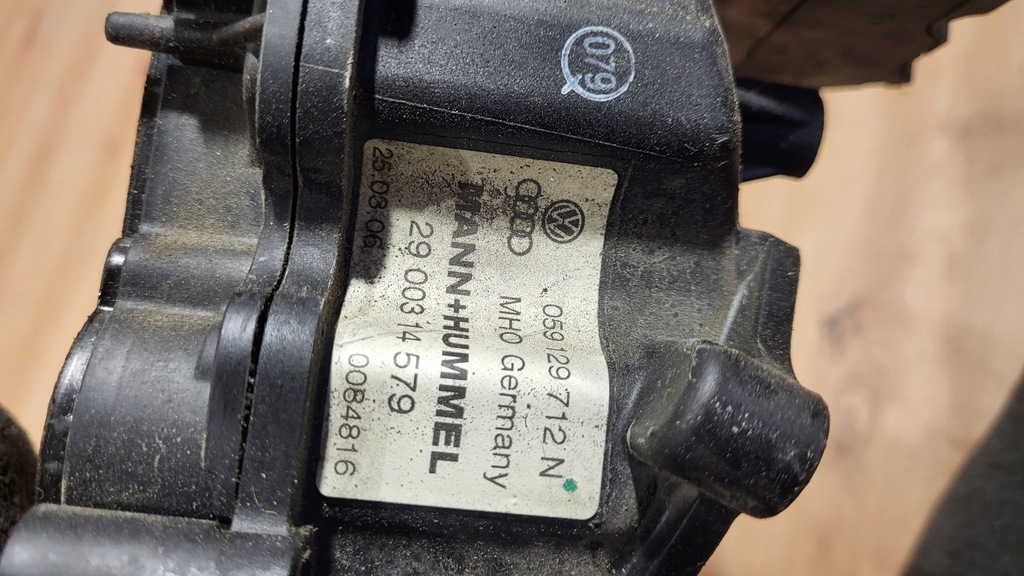 079
059 129 712 N
MH0 Germany
MANN+HUMMEL
29 003 14 579
25.03.06 0084816